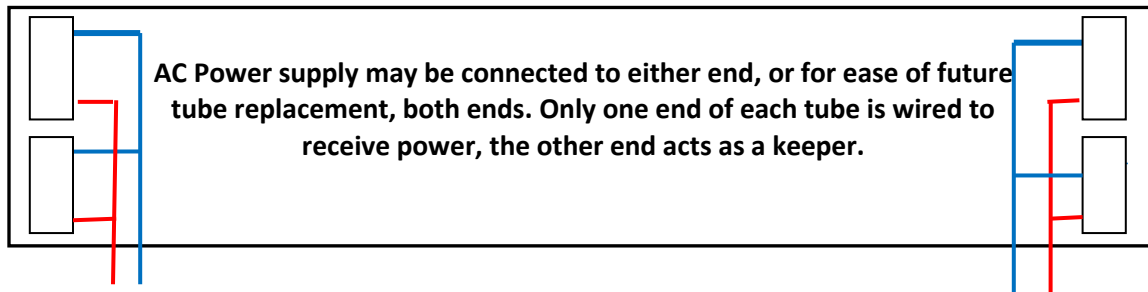 AC Power supply may be connected to either end, or for ease of future
tube replacement, both ends. Only one end of each tube is wired to
receive power, the other end acts as a keeper.